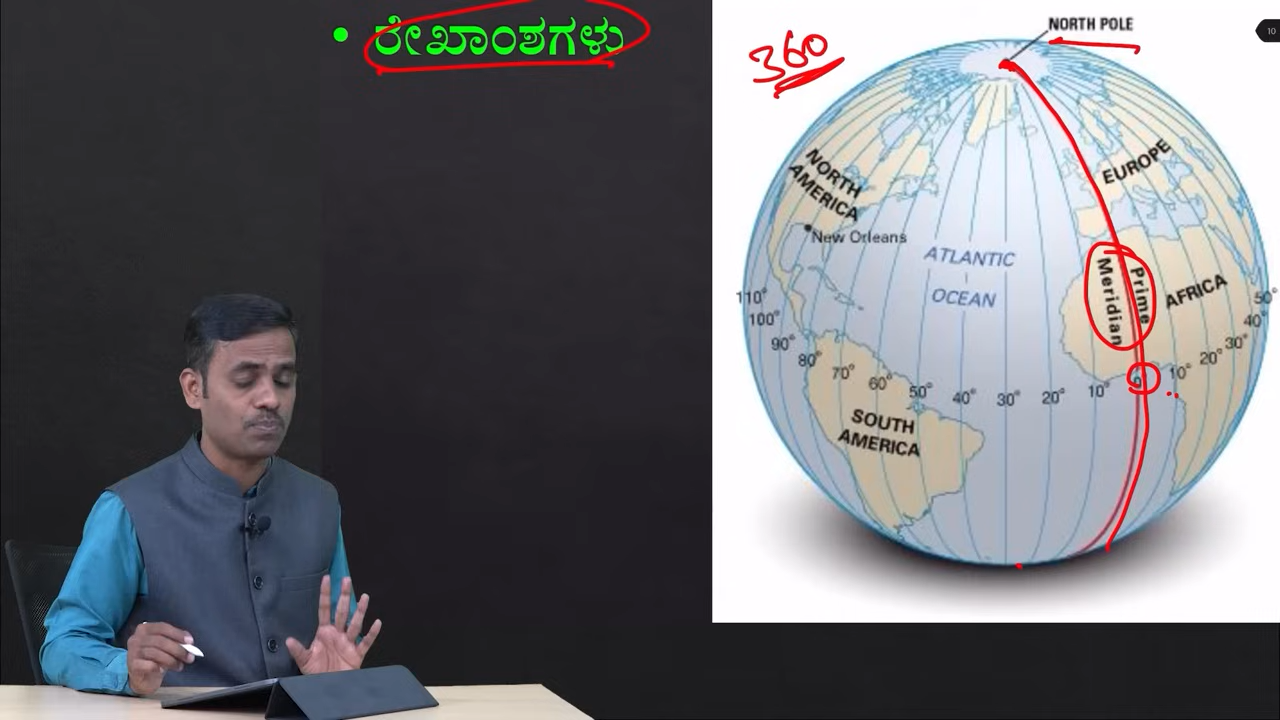 • ರೇಖಾಂಶಗಳು
360
NORTH POLE
10
NORTH
AMERICA
EUROPE
New Orleans
ATLANTIC
OCEAN
Prime
Meridian
AFRICA
110° 100° 90° 80° 70° 60° 50° 40° 30° 20° 10° 0° 10° 20° 30° 40° 50°
SOUTH
AMERICA